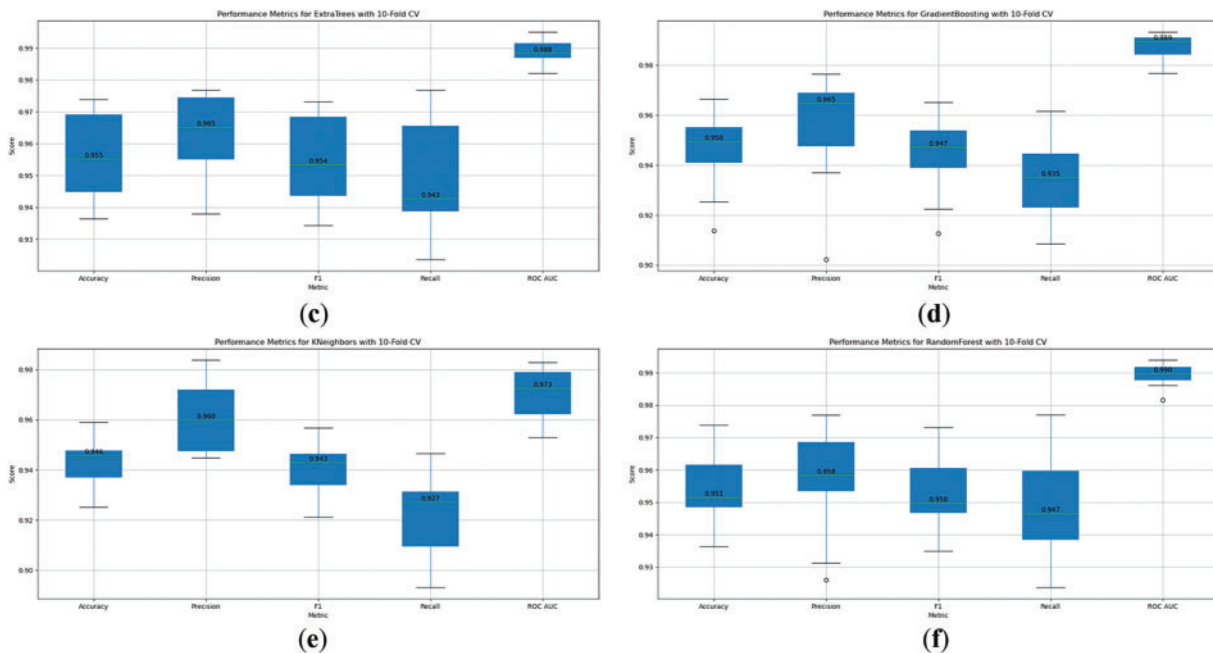 Performance Metrics for ExtraTrees with 10-Fold CV
0.99
0.98
0.97
0.96
0.95
0.94
0.93
Score
0.955
0.965
0.954
0.943
0.988
Accuracy
Precision
F1
Recall
ROC AUC
Metric
(c)
Performance Metrics for GradientBoosting with 10-Fold CV
0.98
0.96
0.94
0.92
0.90
Score
0.950
0.965
0.947
0.935
0.989
Accuracy
Precision
F1
Recall
ROC AUC
Metric
(d)
Performance Metrics for KNeighbors with 10-Fold CV
0.98
0.96
0.94
0.92
0.90
Score
0.946
0.960
0.943
0.927
0.973
Accuracy
Precision
F1
Recall
ROC AUC
Metric
(e)
Performance Metrics for RandomForest with 10-Fold CV
0.99
0.98
0.97
0.96
0.95
0.94
0.93
Score
0.951
0.958
0.950
0.947
0.990
Accuracy
Precision
F1
Recall
ROC AUC
Metric
(f)